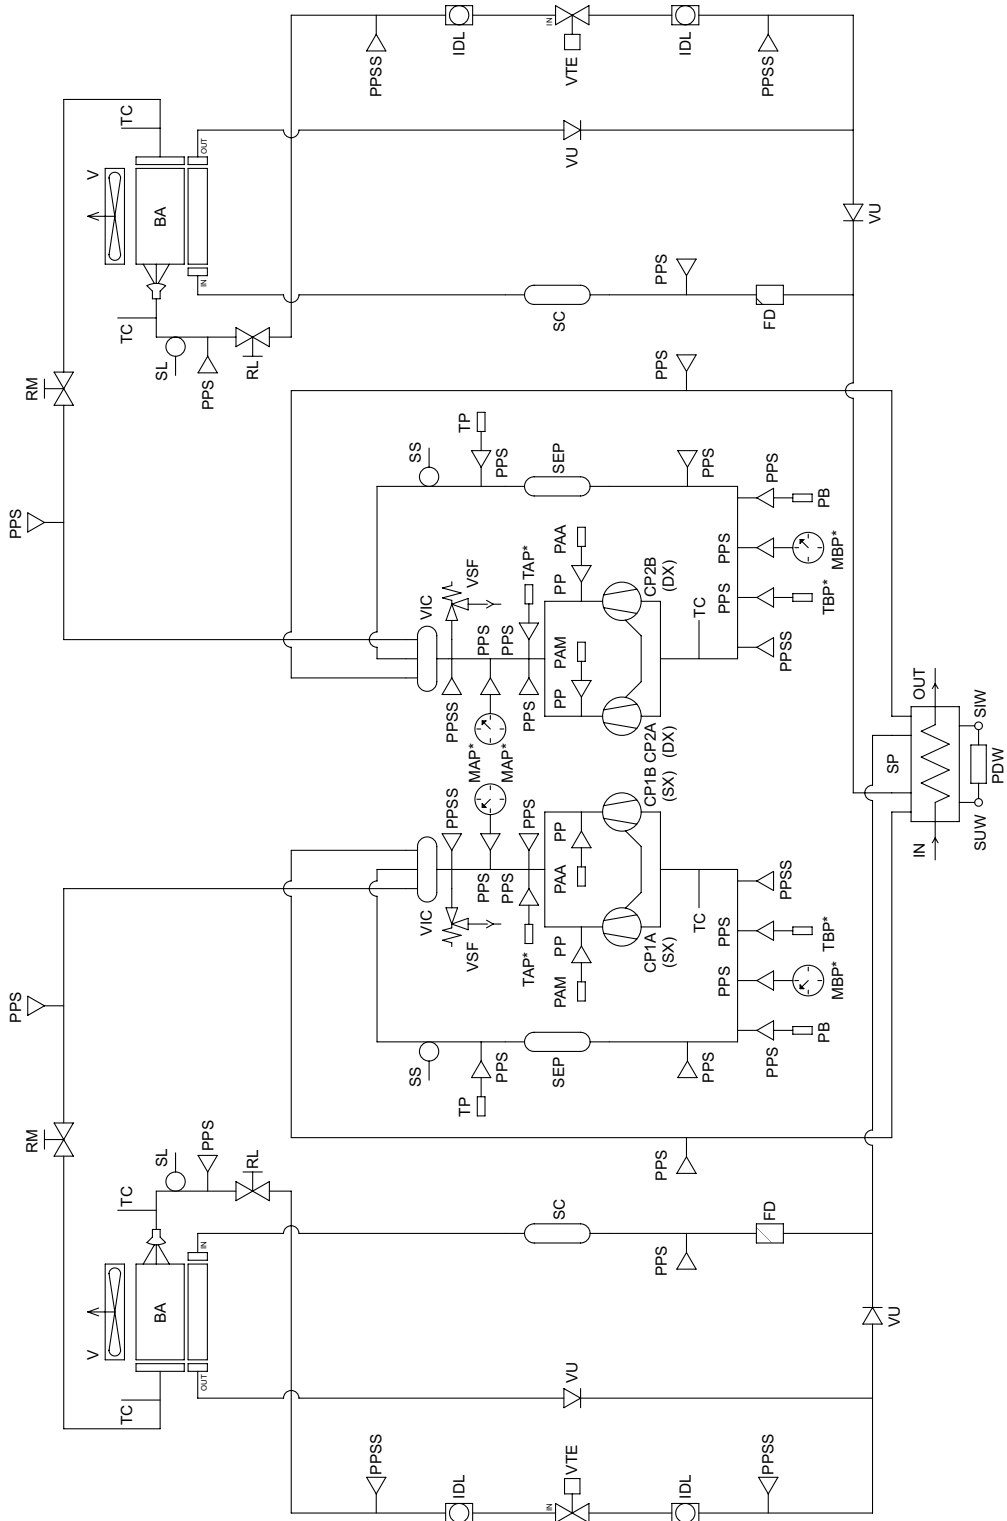 PPS
PPS
RM
RM
V
V
TC
TC
TC
TC
BA
SL
SL
BA
OUT
IN
PPS
PPS
IN
OUT
RL
RL
PPSS
PPSS
SS
SS
VIC
VIC
PPSS
PPSS
IDL
TP
TP
IDL
VSF
VSF
MAP*
MAP*
PPS
PPS
PPS
PPS
PPS
PPS
TAP*
TAP*
IN
IN
PP
PP
PP
PP
SC
SEP
PAM
PAA
PAM
PAA
SEP
SC
VTE
VTE
VU
VU
CP1A
CP1B
CP2A
CP2B
(SX)
(SX)
(DX)
(DX)
PPS
PPS
PPS
PPS
IDL
IDL
TC
TC
PPS
PPS
PPS
PPS
PPS
PPS
PPSS
FD
PPS
PPSS
PPSS
PPS
FD
PPSS
PB
TBP*
TBP*
PB
MBP*
MBP*
VU
SP
VU
IN
OUT
SUW
SIW
PDW